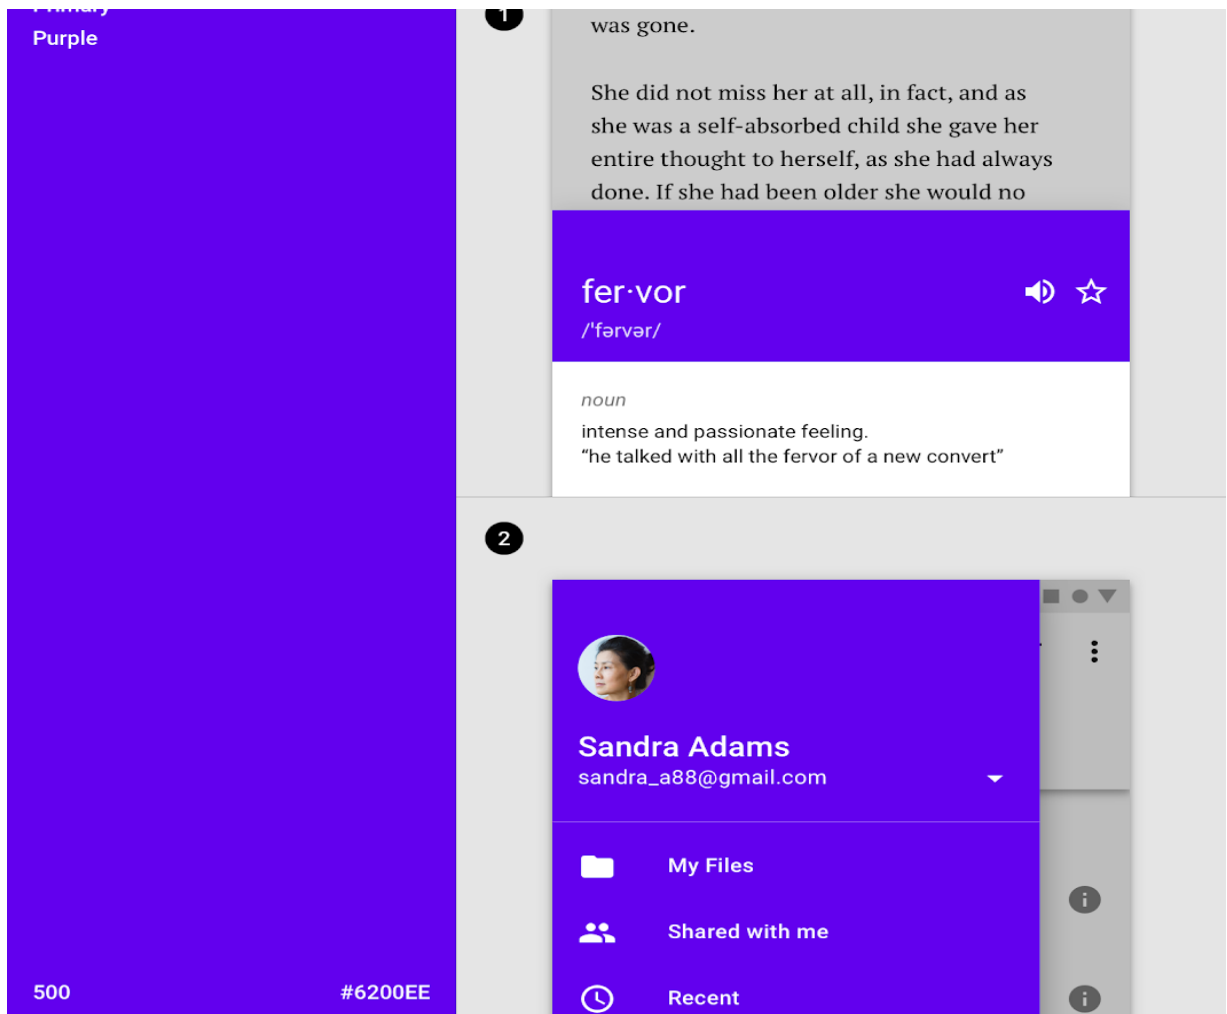 Primary
Purple
500
#6200EE
1
was gone.
She did not miss her at all, in fact, and as
she was a self-absorbed child she gave her
entire thought to herself, as she had always
done. If she had been older she would no
fer·vor
/ˈfərvər/
noun
intense and passionate feeling.
“he talked with all the fervor of a new convert”
2
Sandra Adams
sandra_a88@gmail.com
My Files
Shared with me
Recent